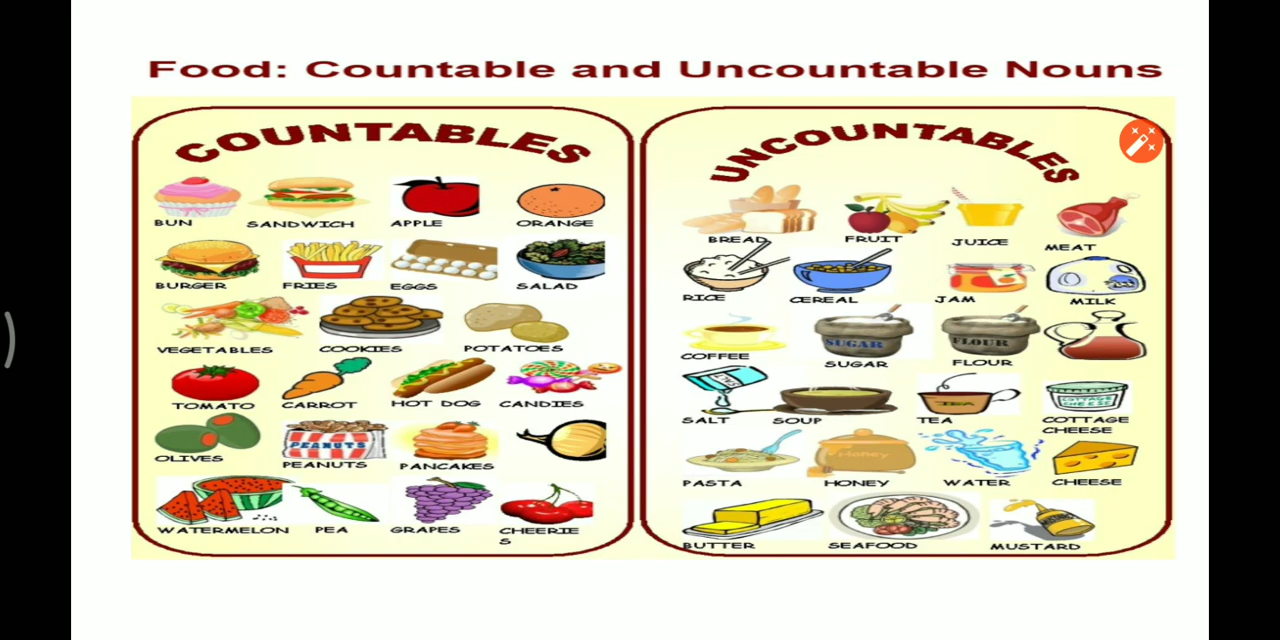 Food: Countable and Uncountable Nouns
COUNTABLES
BUN SANDWICH APPLE ORANGE
BURGER FRIES EGGS SALAD
VEGETABLES COOKIES POTATOES
TOMATO CARROT HOT DOG CANDIES
OLIVES PEANUTS PEANUTS PANCAKES
WATERMELON PEA GRAPES CHEERIE
S
UNCOUNTABLES
BREAD FRUIT JUICE MEAT
RICE CEREAL JAM MILK
COFFEE SUGAR SUGAR FLOUR FLOUR
SALT SALT SOUP TEA TEA COTTAGE CHEESE COTTAGE
CHEESE
PASTA Honey HONEY WATER CHEESE
BUTTER SEAFOOD MUSTARD